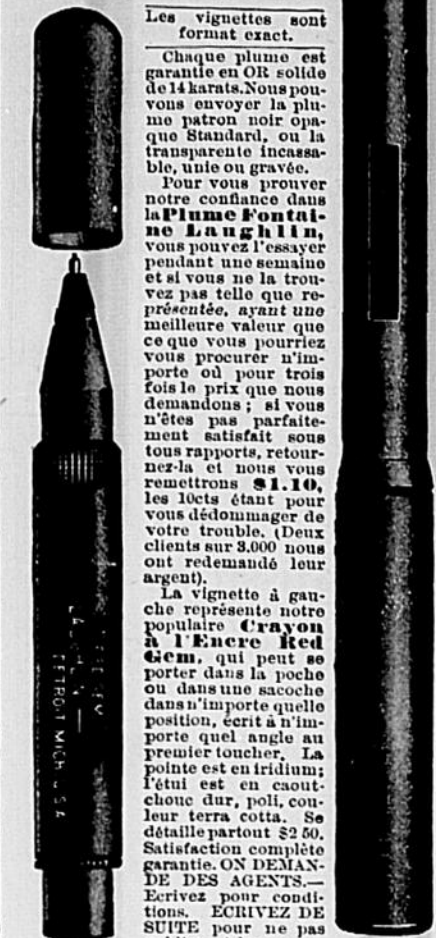 Les vignettes sont
format exact.
Chaque plume est
garantie en OR solide
de 14 karats. Nous pou-
vons envoyer la plu-
me patron noir opa-
que Standard, ou la
transparente incassa-
ble, unie ou gravée.
Pour vous prouver
notre confiance dans
la Plume Fontai-
ne Laughlin,
vous pouvez l'essayer
pendant une semaine
et si vous ne la trou-
vez pas telle que re-
présentée, ayant une
meilleure valeur que
ce que vous pourriez
vous procurer n'im-
porte où pour trois
fois le prix que nous
demandons ; si vous
n'êtes pas parfaite-
ment satisfait sous
tous rapports, retour-
nez-la et nous vous
remettrons $1.10,
les 10cts étant pour
vous dédommager de
votre trouble. (Deux
clients sur 3.000 nous
ont redemandé leur
argent).
La vignette à gau-
che représente notre
populaire Crayon
à l'Encre Red
Gem, qui peut se
porter dans la poche
ou dans une sacoche
dans n'importe quelle
position, écrit à n'im-
porte quel angle au
premier toucher. La
pointe est en iridium;
l'étui est en caout-
chouc dur, poli, cou-
leur terra cotta. Se
détaille partout $2 50.
Satisfaction complète
garantie. ON DEMAN-
DE DES AGENTS.—
Ecrivez pour condi-
tions. ECRIVEZ DE
SUITE pour ne pas
DETROIT MICH. USA